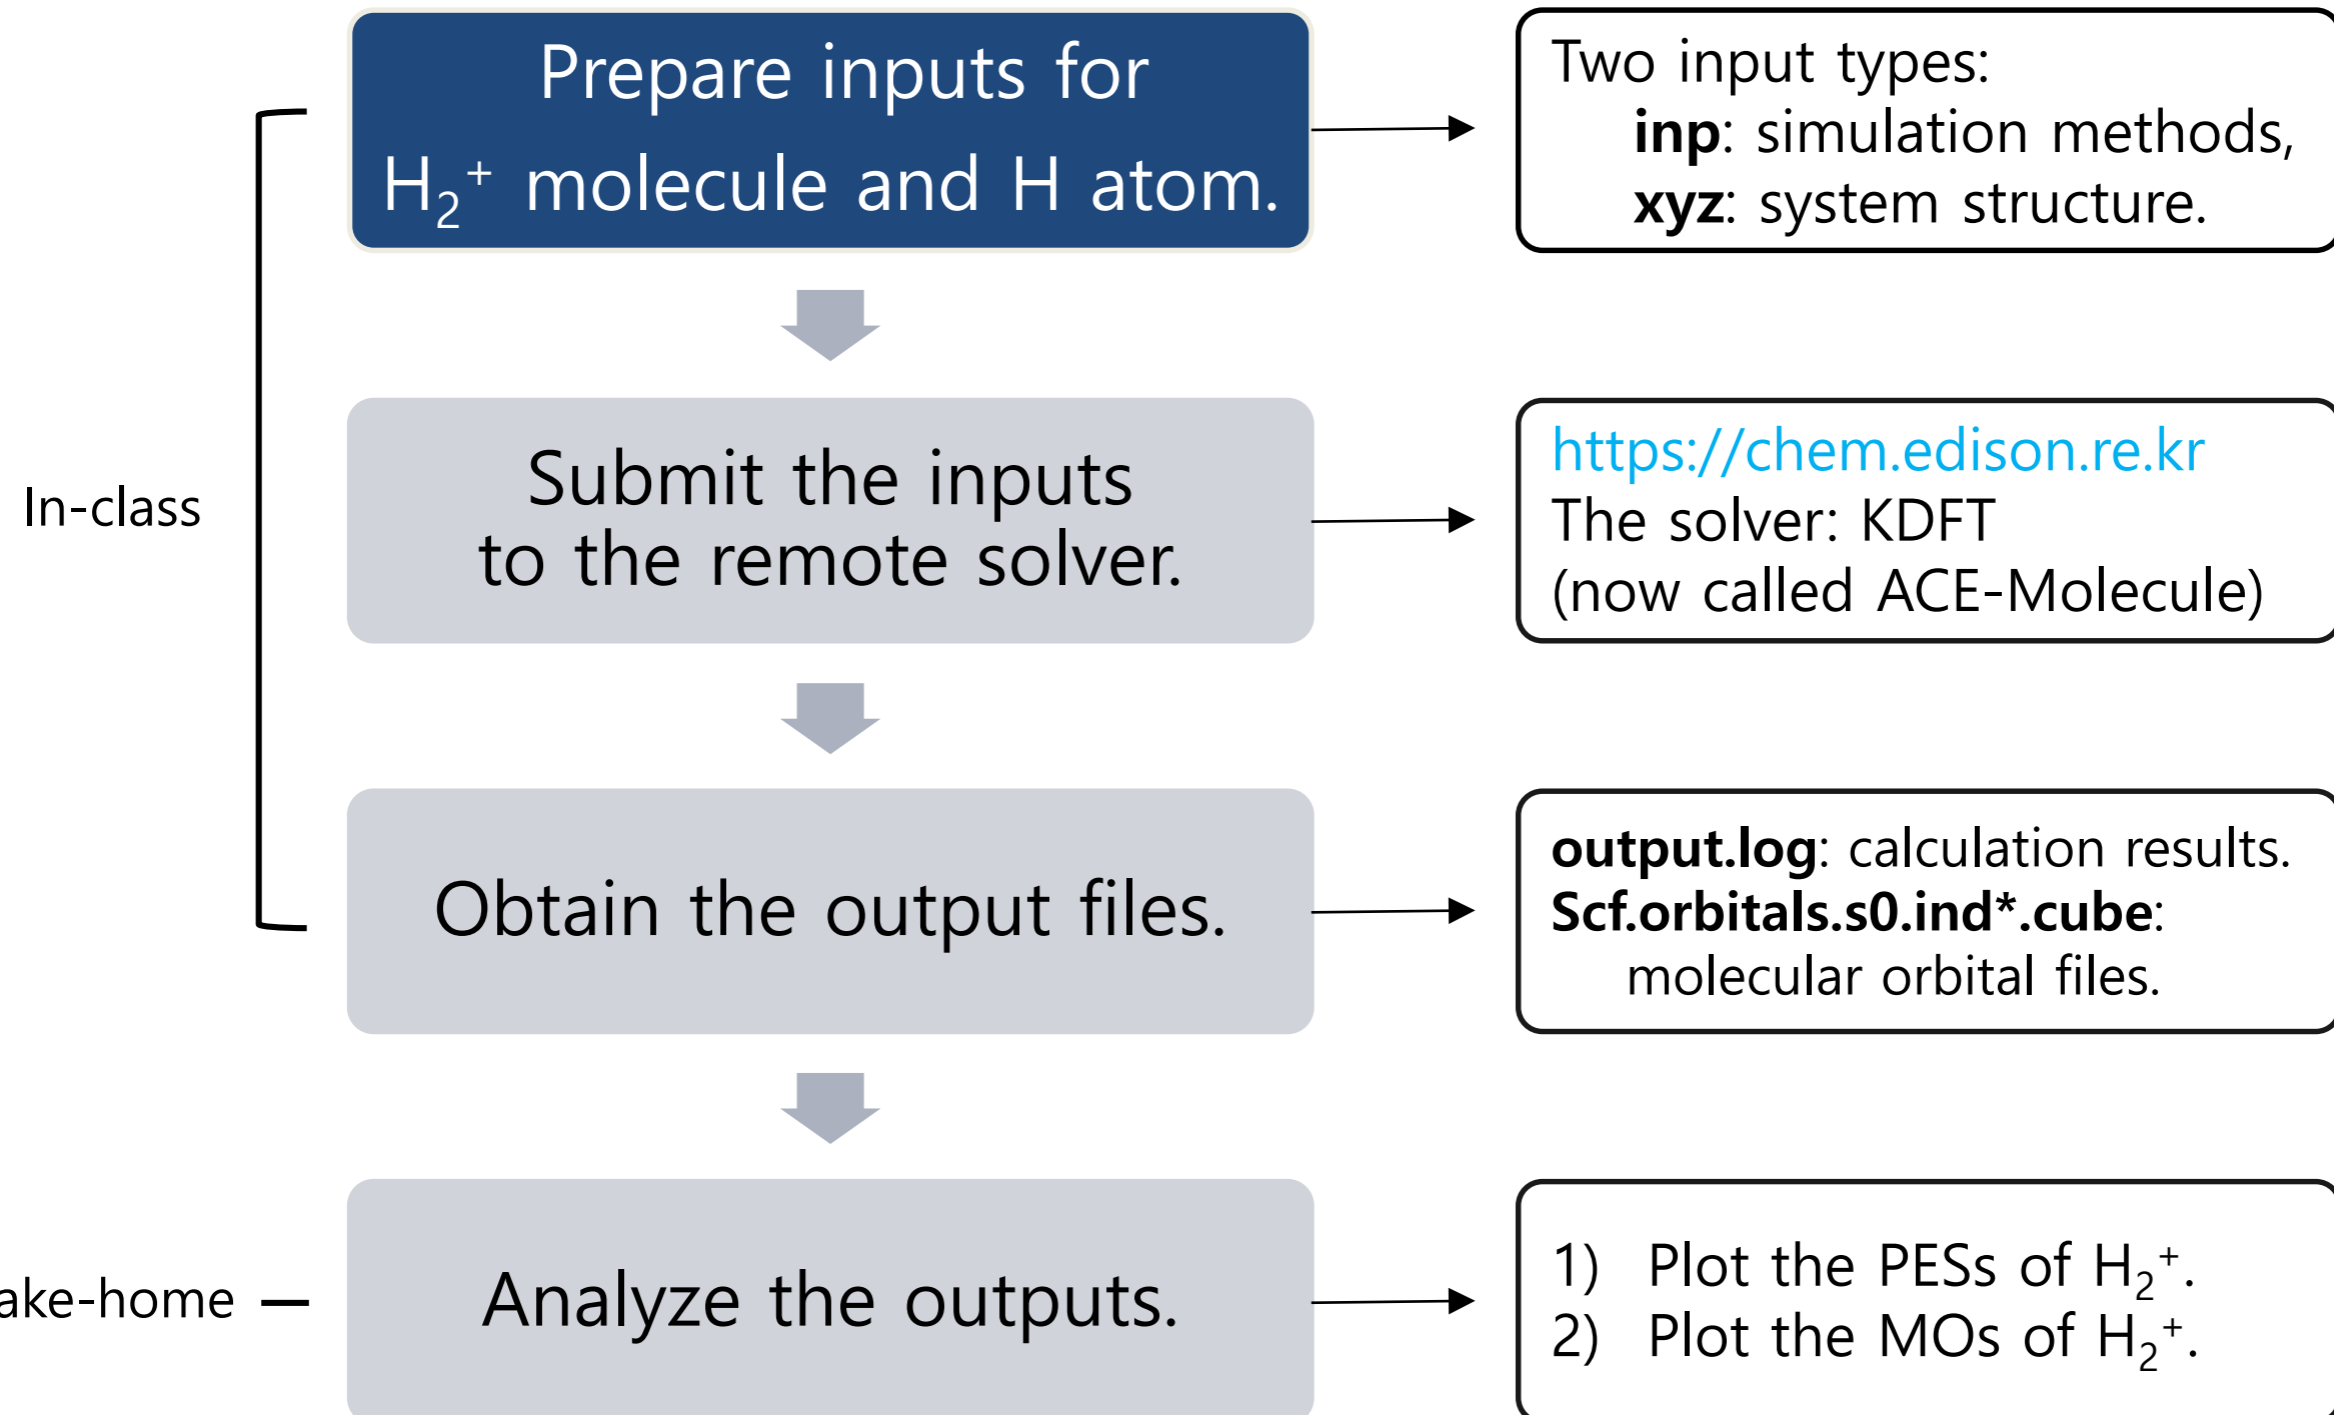 Prepare inputs for
H₂⁺ molecule and H atom.
Two input types:
inp: simulation methods,
xyz: system structure.
In-class
Submit the inputs
to the remote solver.
https://chem.edison.re.kr
The solver: KDFT
(now called ACE-Molecule)
Obtain the output files.
output.log: calculation results.
Scf.orbitals.s0.ind*.cube:
molecular orbital files.
ake-home
Analyze the outputs.
1) Plot the PESs of H₂⁺.
2) Plot the MOs of H₂⁺.